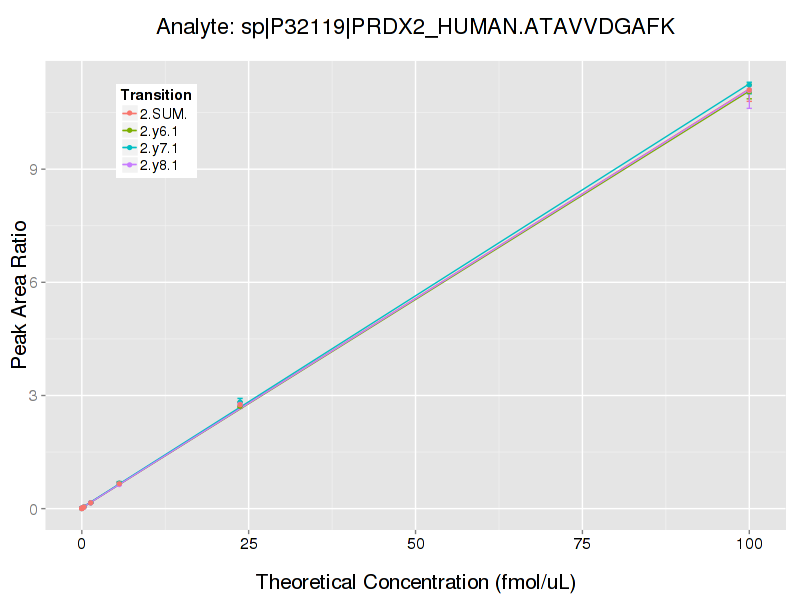 Analyte: sp|P32119|PRDX2_HUMAN.ATAVVDGAFK
Transition
2.SUM.
2.y6.1
2.y7.1
2.y8.1
Peak Area Ratio
9
6
3
0
0 25 50 75 100
Theoretical Concentration (fmol/uL)